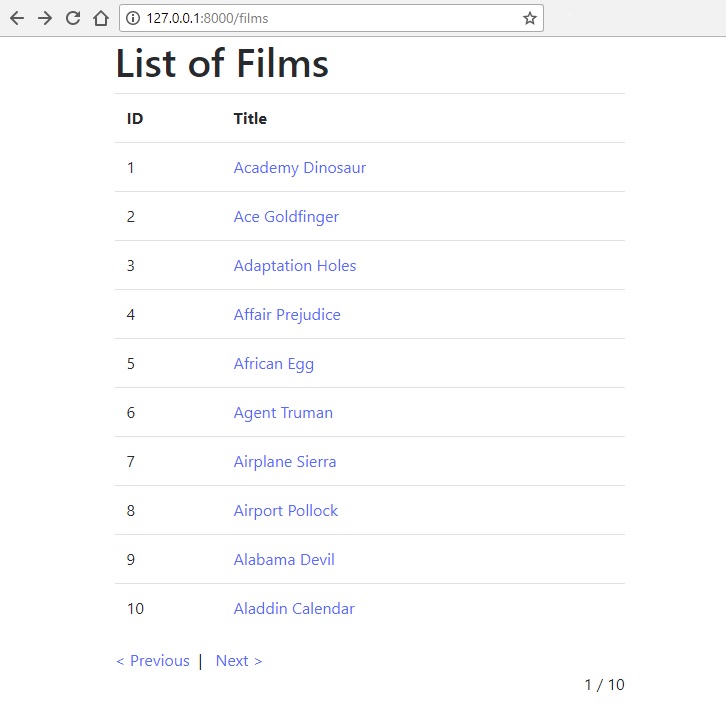 127.0.0.1:8000/films
List of Films
ID Title
1 Academy Dinosaur
2 Ace Goldfinger
3 Adaptation Holes
4 Affair Prejudice
5 African Egg
6 Agent Truman
7 Airplane Sierra
8 Airport Pollock
9 Alabama Devil
10 Aladdin Calendar
< Previous | Next >
1 / 10